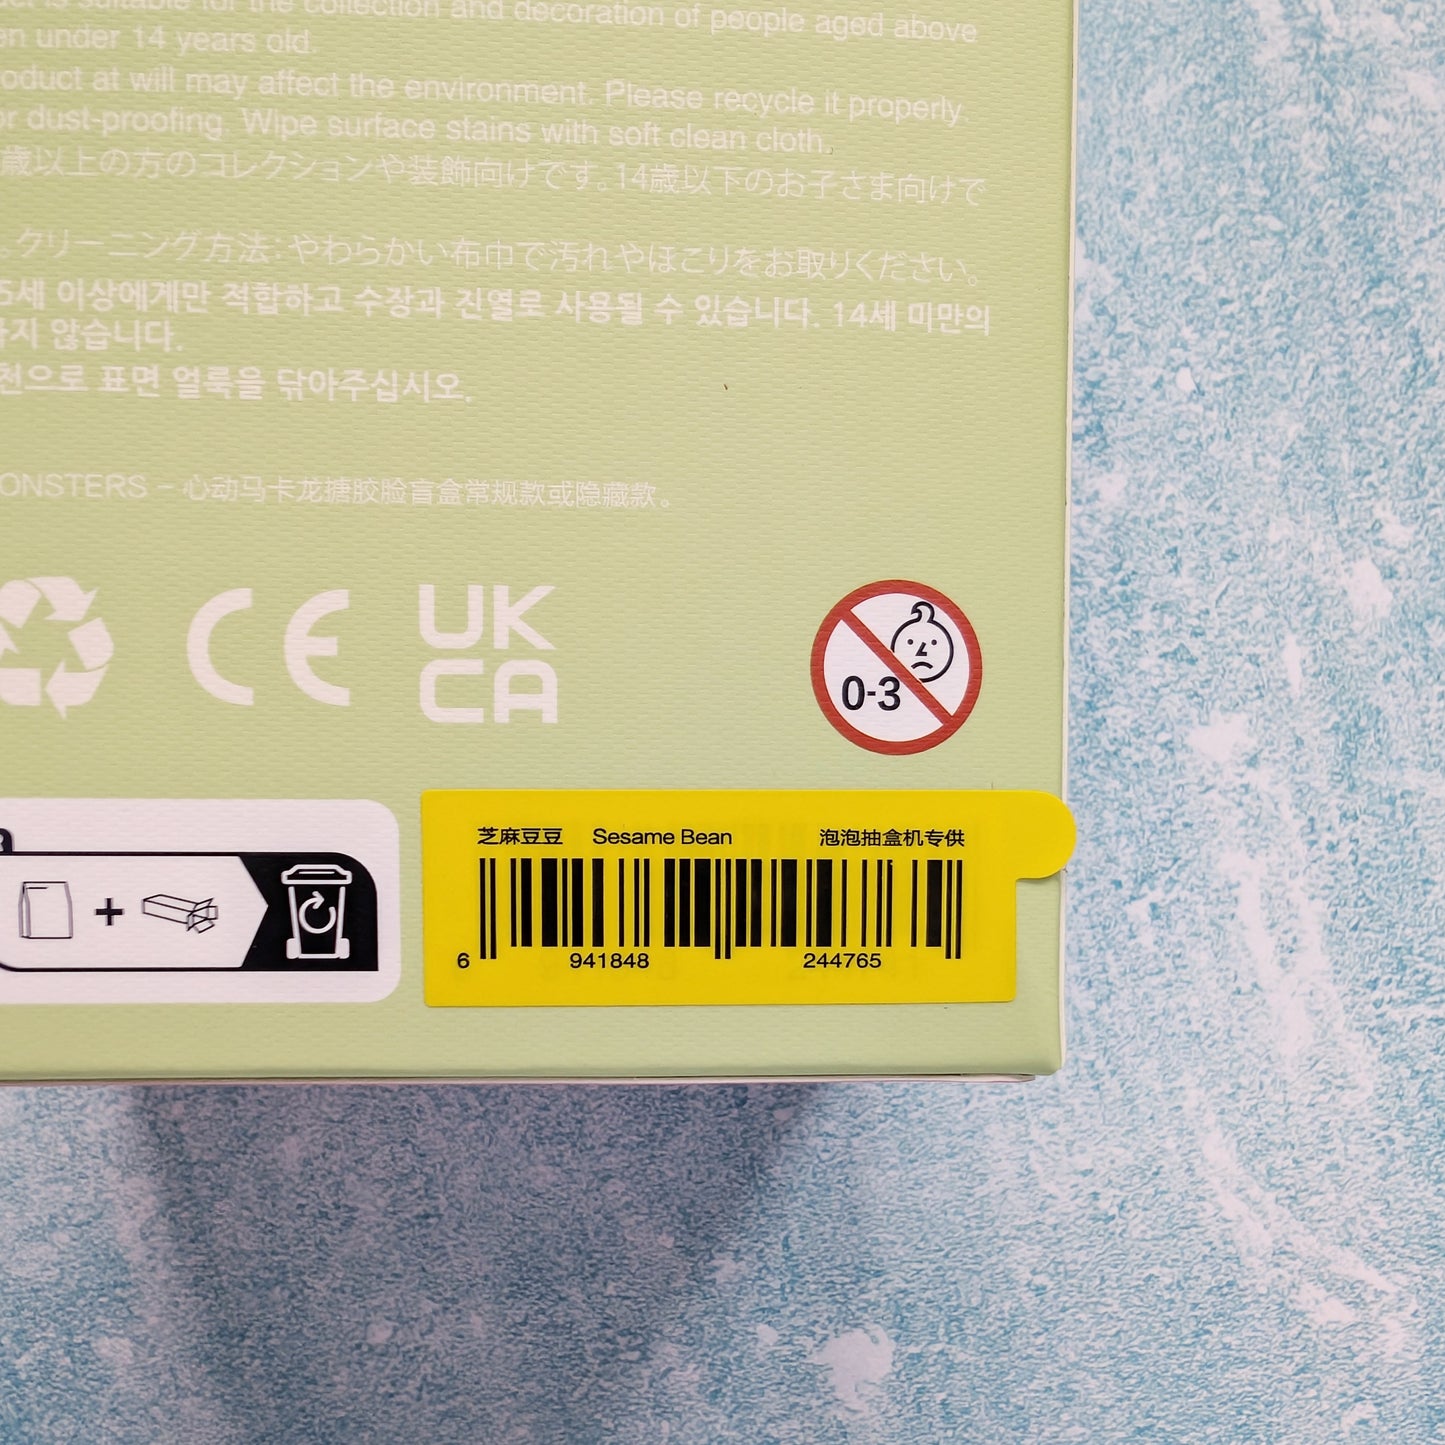 is suitable for the collection and decoration of people aged above
en under 14 years old.
oduct at will may affect the environment. Please recycle it properly.
or dust-proofing. Wipe surface stains with soft clean cloth.
歳以上の方のコレクションや装飾向けです。14歳以下のお子さま向けで
。クリーニング方法：やわらかい布巾で汚れやほこりをお取りください。
5세 이상에게만 적합하고 수장과 진열로 사용될 수 있습니다. 14세 미만의
하지 않습니다.
천으로 표면 얼룩을 닦아주십시오.
ONSTERS – 心动马卡龙搪胶脸盲盒常规款或隐藏款。
CE UK
CA
0-3
芝麻豆豆 Sesame Bean 泡泡抽盒机专供
6 941848 244765